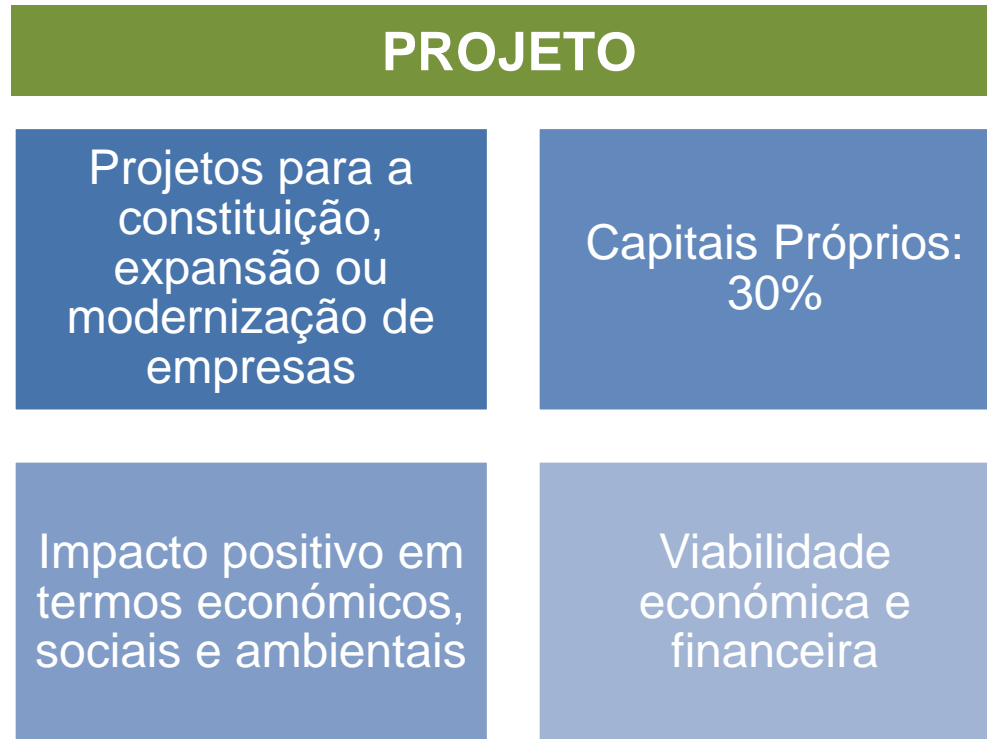 PROJETO
Projetos para a
constituição,
expansão ou
modernização de
empresas
Capitais Próprios:
30%
Impacto positivo em
termos económicos,
sociais e ambientais
Viabilidade
económica e
financeira